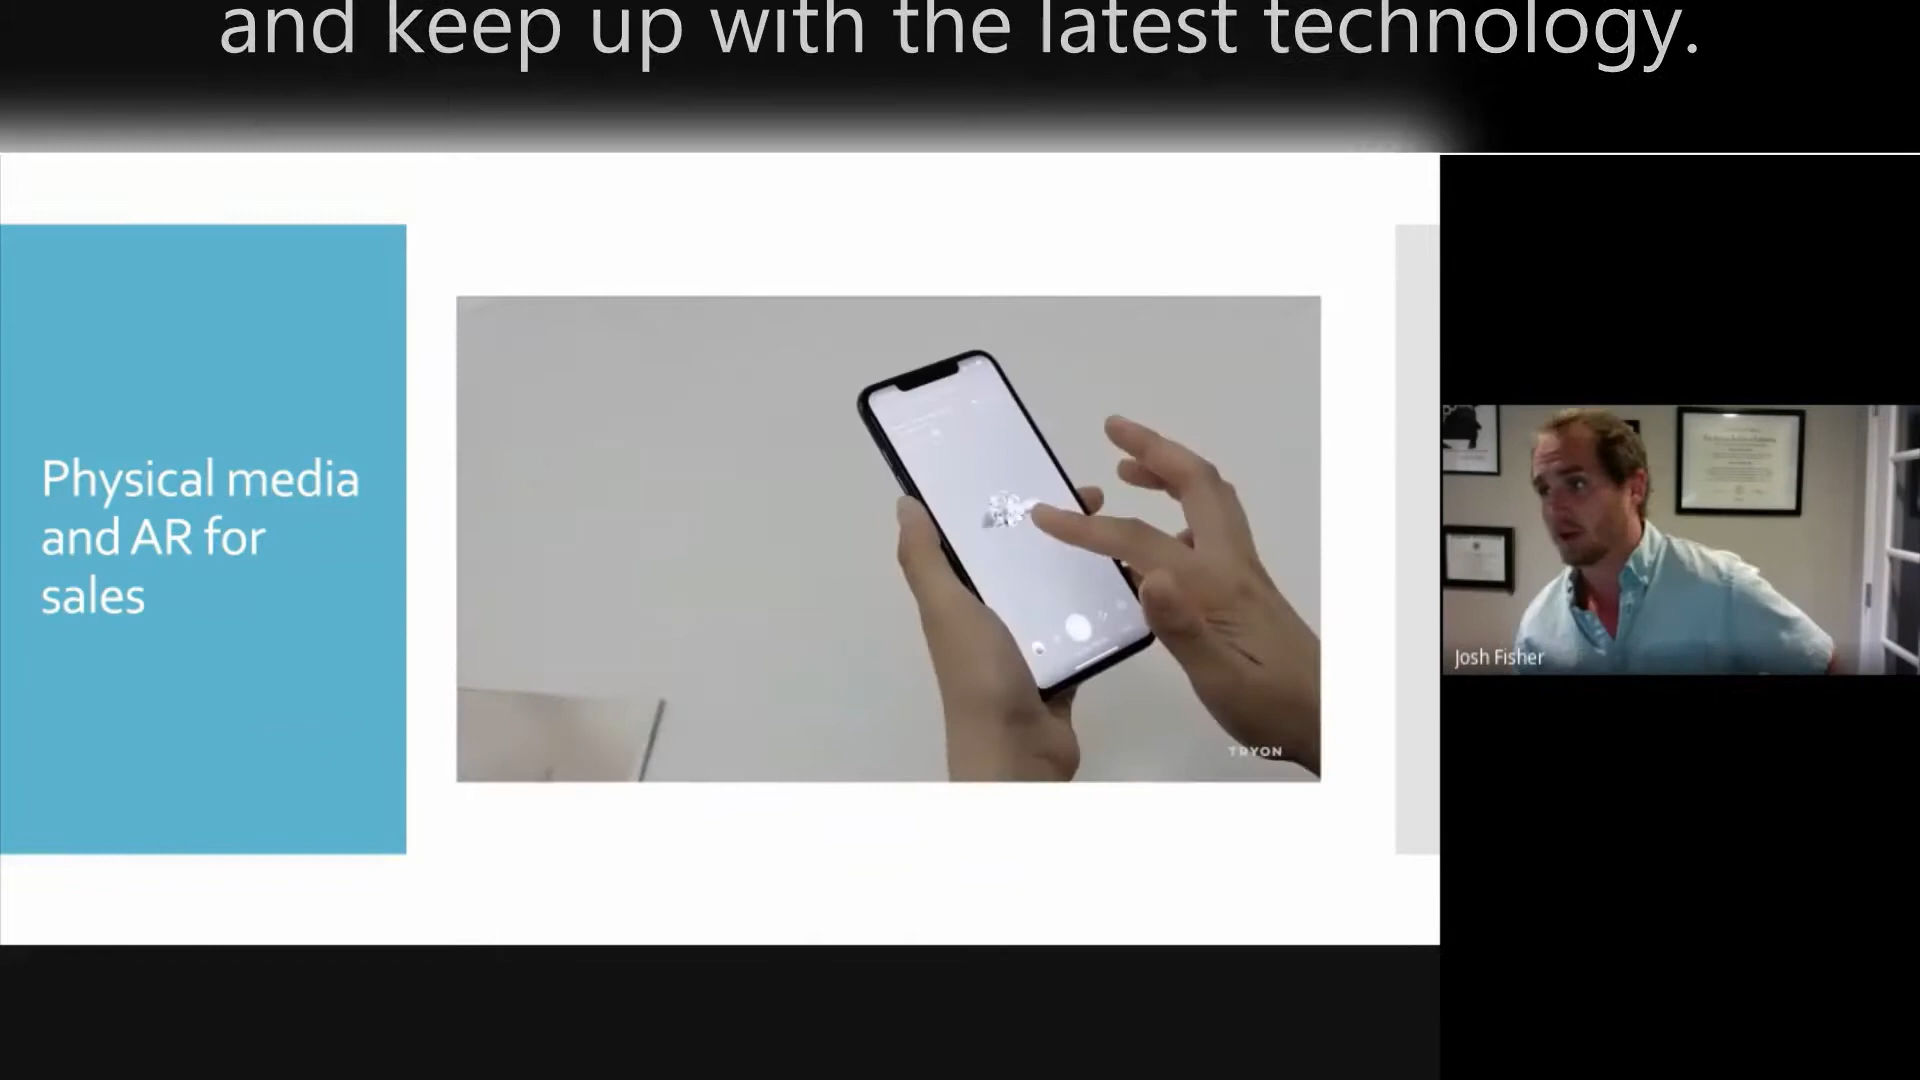 and keep up with the latest technology.
Physical media
and AR for
sales
TRYON
Josh Fisher